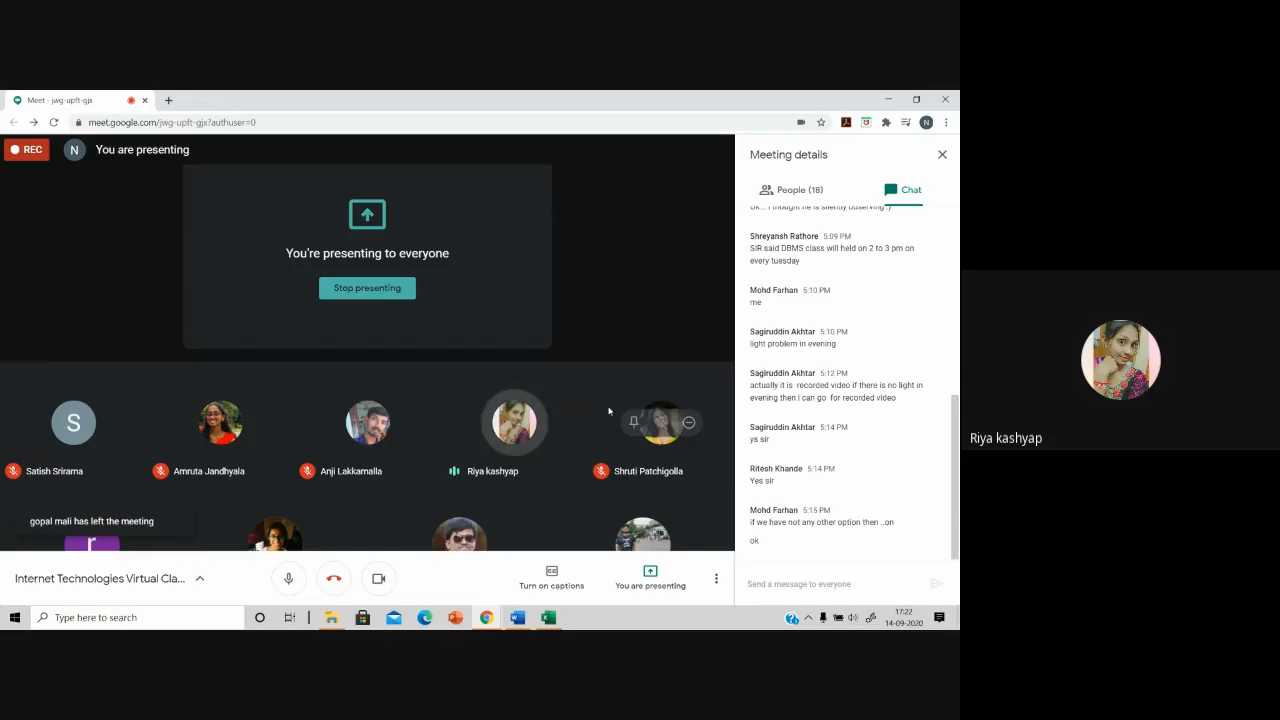 Meet - jwg-upft-gjx
meet.google.com/jwg-upft-gjx?authuser=0
N
REC
N
You are presenting
You're presenting to everyone
Stop presenting
S
Satish Srirama
Amruta Jandhyala
Anji Lakkamalla
Riya kashyap
Shruti Patchigolla
gopal mali has left the meeting
r
Internet Technologies Virtual Cla...
Turn on captions
You are presenting
Meeting details
People (18)
Chat
Ok... I thought he is silently observing :)
Shreyansh Rathore 5:09 PM
SIR said DBMS class will held on 2 to 3 pm on
every tuesday
Mohd Farhan 5:10 PM
me
Sagiruddin Akhtar 5:10 PM
light problem in evening
Sagiruddin Akhtar 5:12 PM
actually it is recorded video if there is no light in
evening then i can go for recorded video
Sagiruddin Akhtar 5:14 PM
ys sir
Ritesh Khande 5:14 PM
Yes sir
Mohd Farhan 5:15 PM
if we have not any other option then ..on
ok
Send a message to everyone
Type here to search
17:22
14-09-2020
Riya kashyap